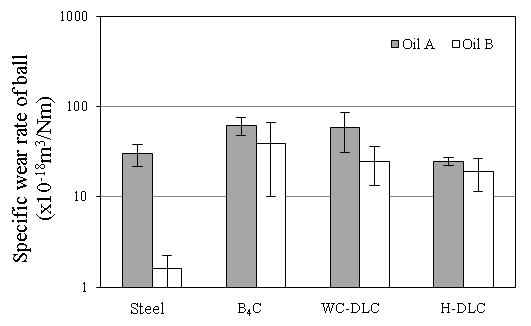 1000
Oil A
Oil B
100
10
1
Specific wear rate of ball
(x10⁻¹⁸m³/Nm)
Steel
B₄C
WC-DLC
H-DLC